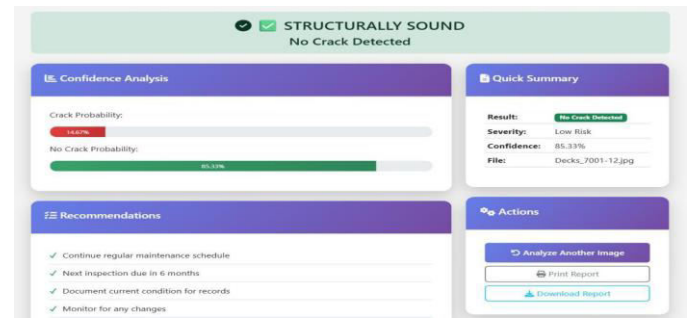 STRUCTURALLY SOUND
No Crack Detected
Confidence Analysis
Crack Probability:
14.67%
No Crack Probability:
85.33%
Quick Summary
Result: No Crack Detected
Severity: Low Risk
Confidence: 85.33%
File: Decks_7001-12.jpg
Recommendations
Continue regular maintenance schedule
Next inspection due in 6 months
Document current condition for records
Monitor for any changes
Actions
Analyze Another Image
Print Report
Download Report